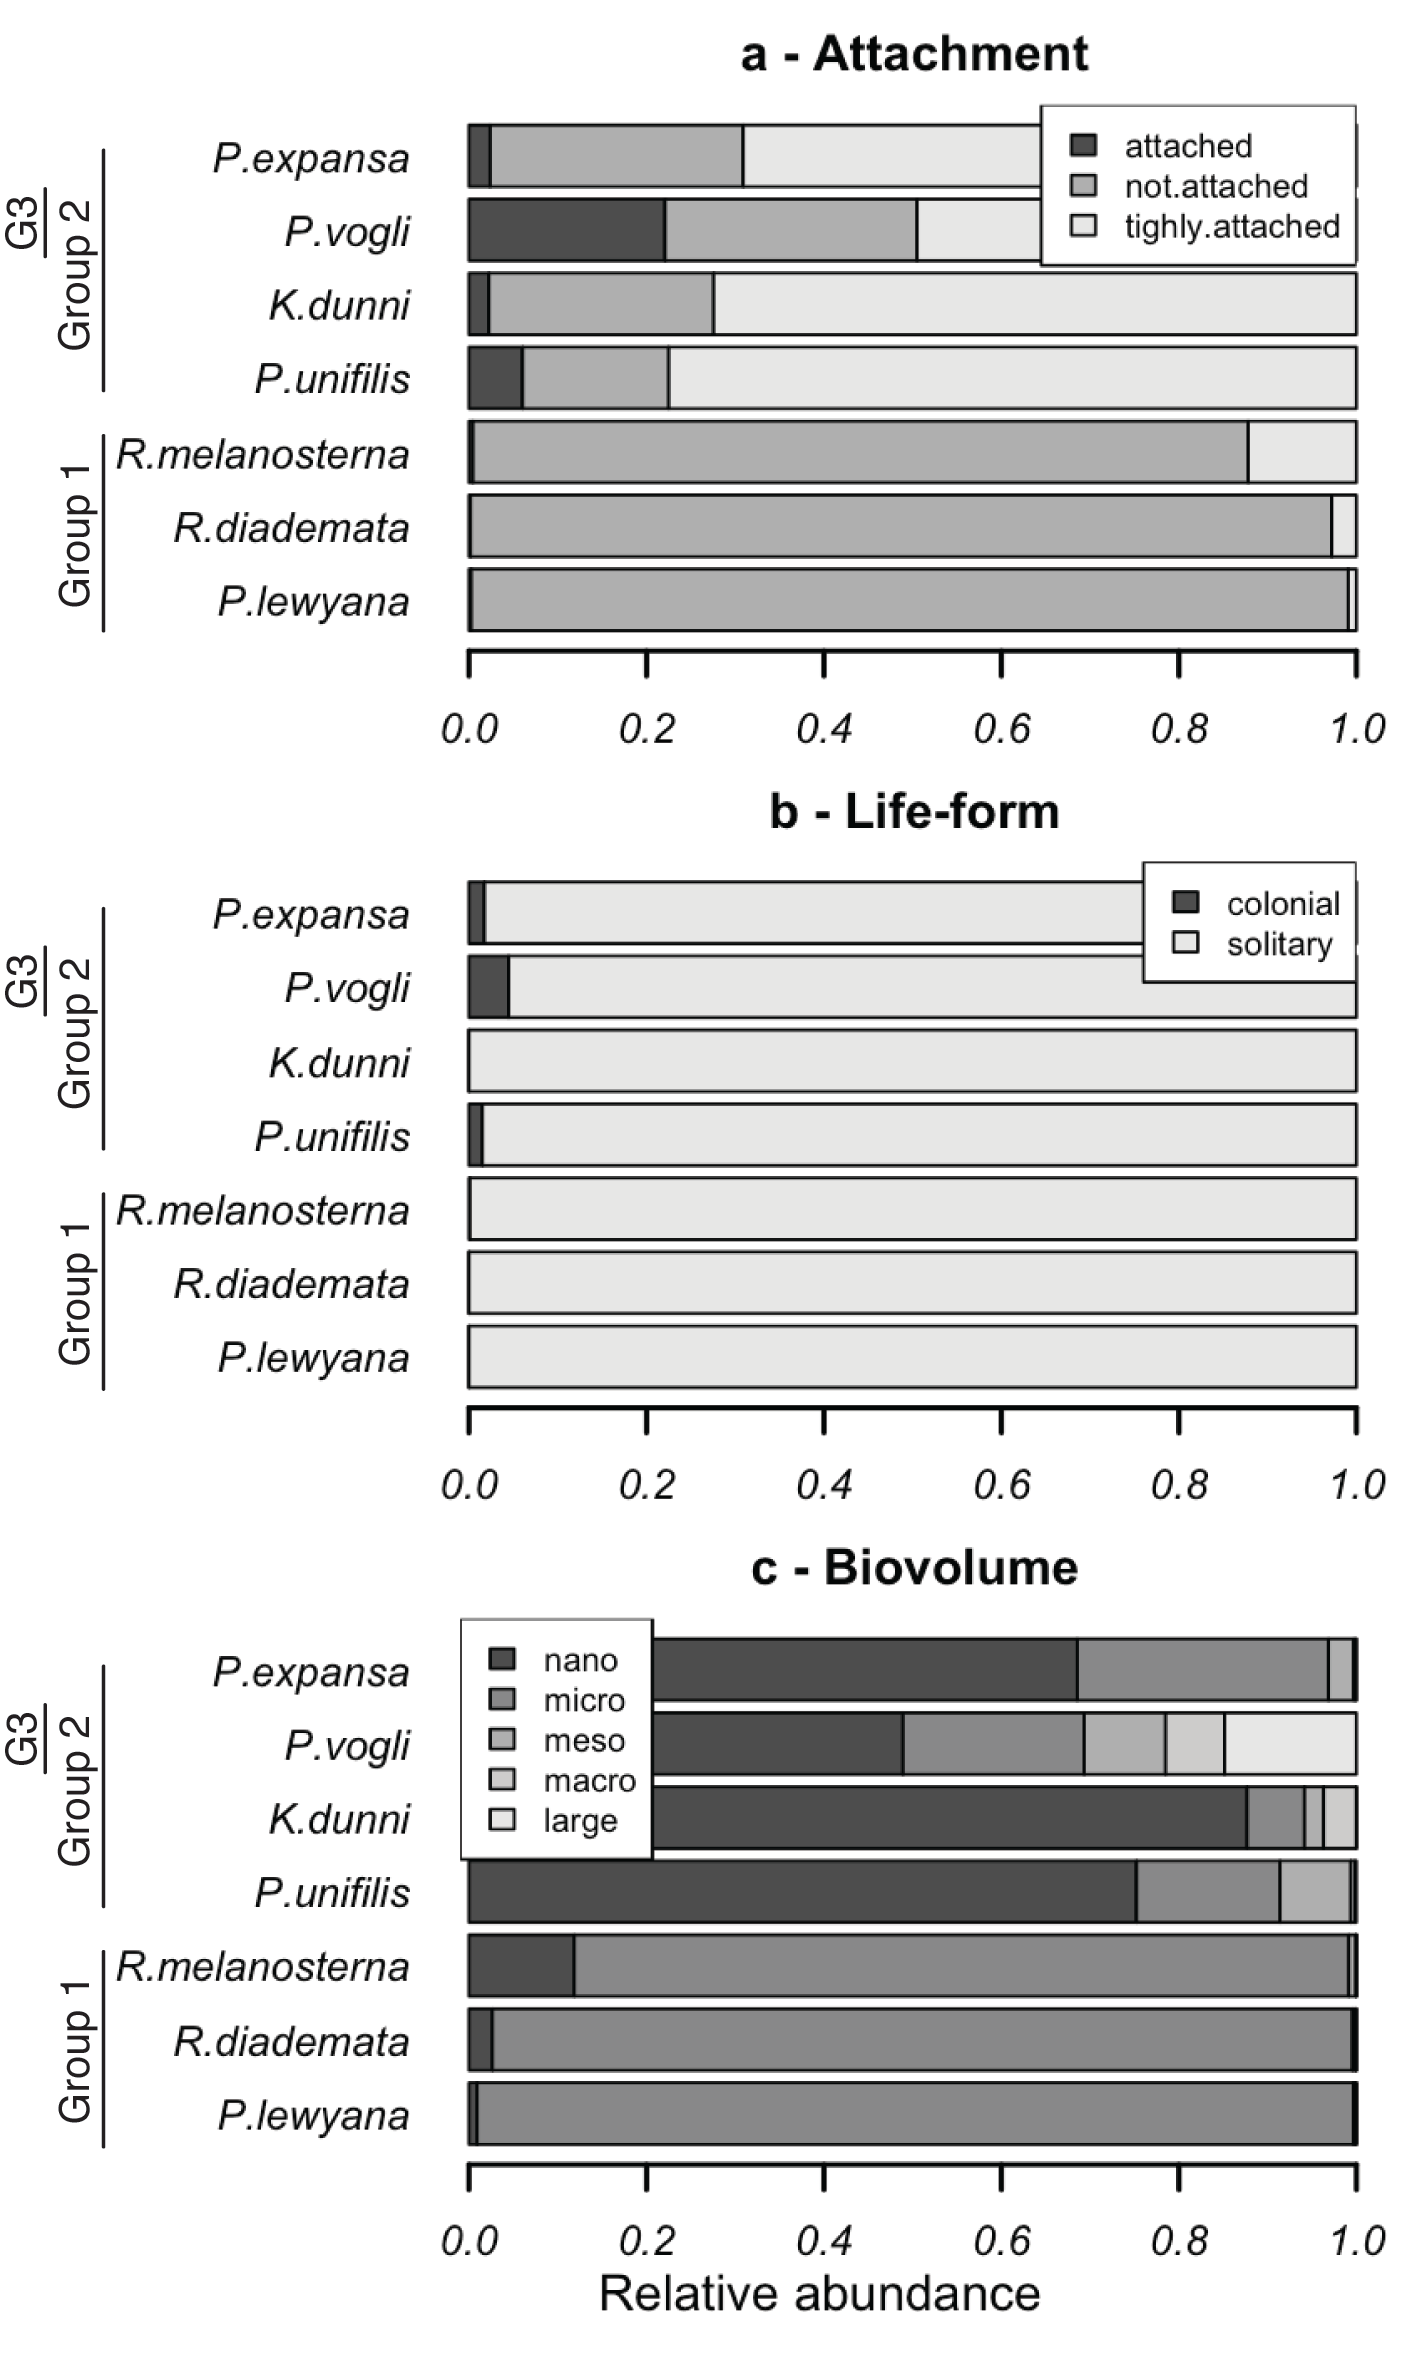 a - Attachment
attached
not.attached
tighly.attached
P.expansa
P.vogli
K.dunni
P.unifilis
R.melanosterna
R.diademata
P.lewyana
G3
Group 2
Group 1
0.0 0.2 0.4 0.6 0.8 1.0
b - Life-form
colonial
solitary
P.expansa
P.vogli
K.dunni
P.unifilis
R.melanosterna
R.diademata
P.lewyana
G3
Group 2
Group 1
0.0 0.2 0.4 0.6 0.8 1.0
c - Biovolume
nano
micro
meso
macro
large
P.expansa
P.vogli
K.dunni
P.unifilis
R.melanosterna
R.diademata
P.lewyana
G3
Group 2
Group 1
0.0 0.2 0.4 0.6 0.8 1.0
Relative abundance